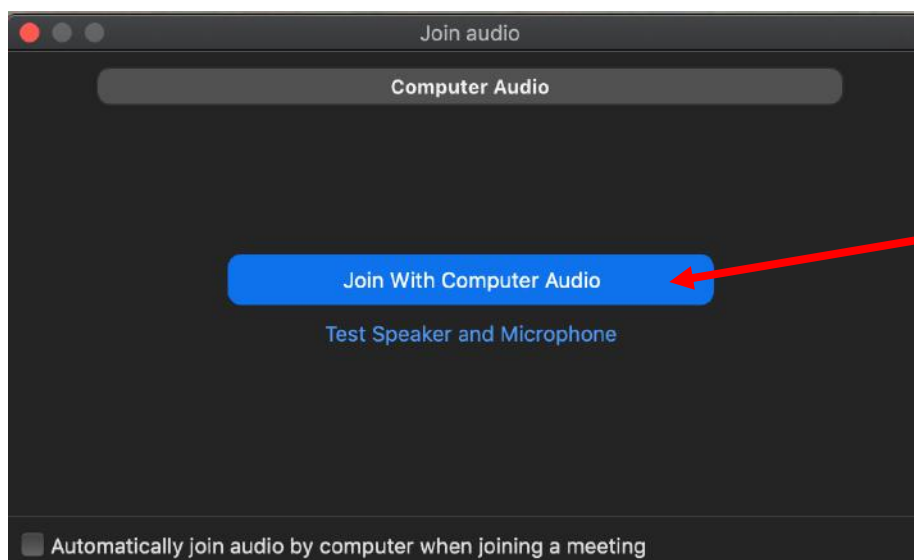 Join audio
Computer Audio
Join With Computer Audio
Test Speaker and Microphone
Automatically join audio by computer when joining a meeting